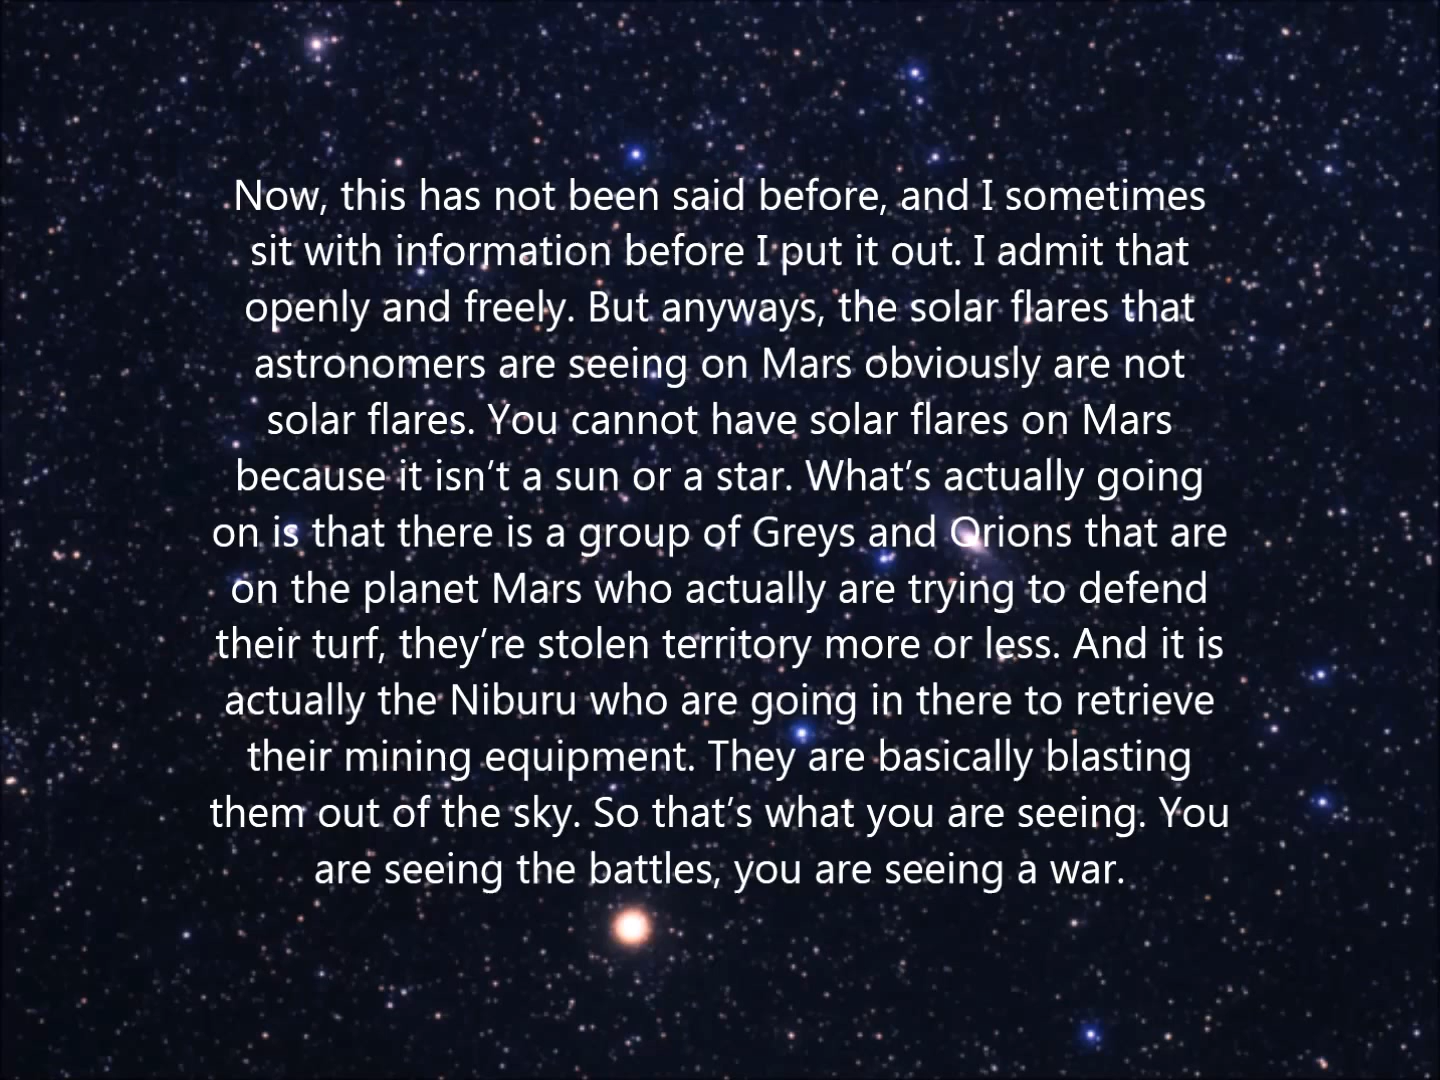 Now, this has not been said before, and I sometimes
sit with information before I put it out. I admit that
openly and freely. But anyways, the solar flares that
astronomers are seeing on Mars obviously are not
solar flares. You cannot have solar flares on Mars
because it isn’t a sun or a star. What’s actually going
on is that there is a group of Greys and Orions that are
on the planet Mars who actually are trying to defend
their turf, they’re stolen territory more or less. And it is
actually the Niburu who are going in there to retrieve
their mining equipment. They are basically blasting
them out of the sky. So that’s what you are seeing. You
are seeing the battles, you are seeing a war.